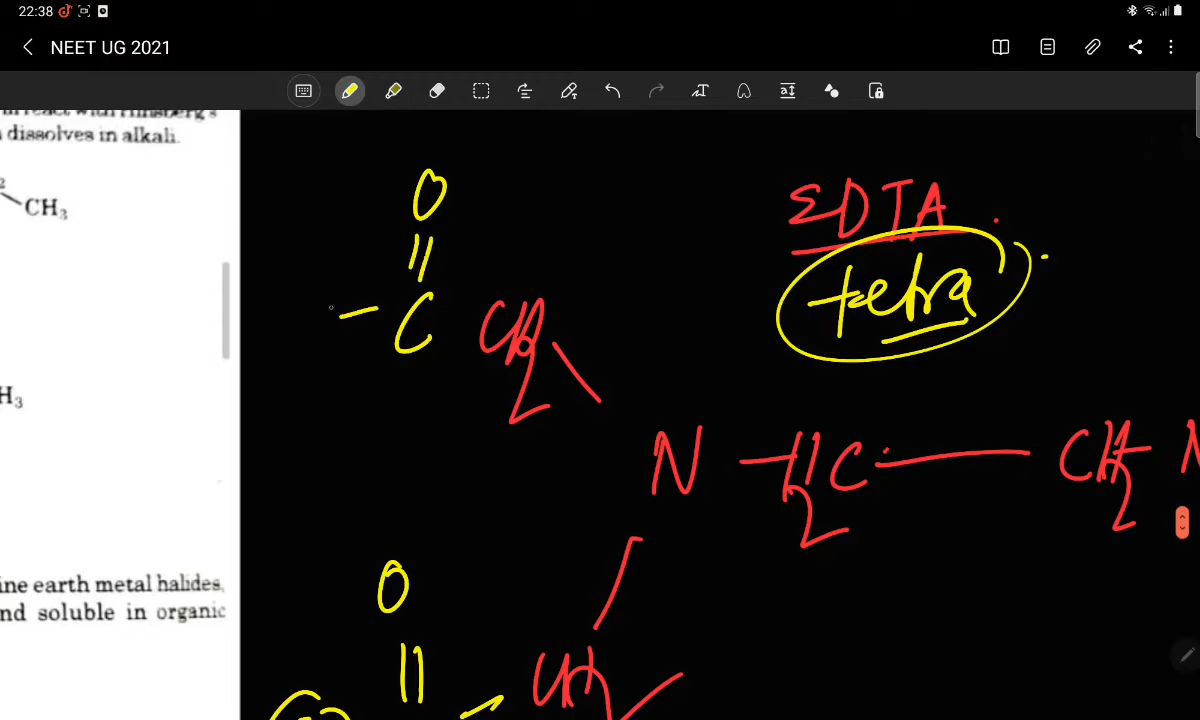 22:38
NEET UG 2021
dissolves in alkali.
2
CH3
O
EDTA
tetra
C CH2
H3
N H2C CH2 N
ine earth metal halides,
O
nd soluble in organic
CH2